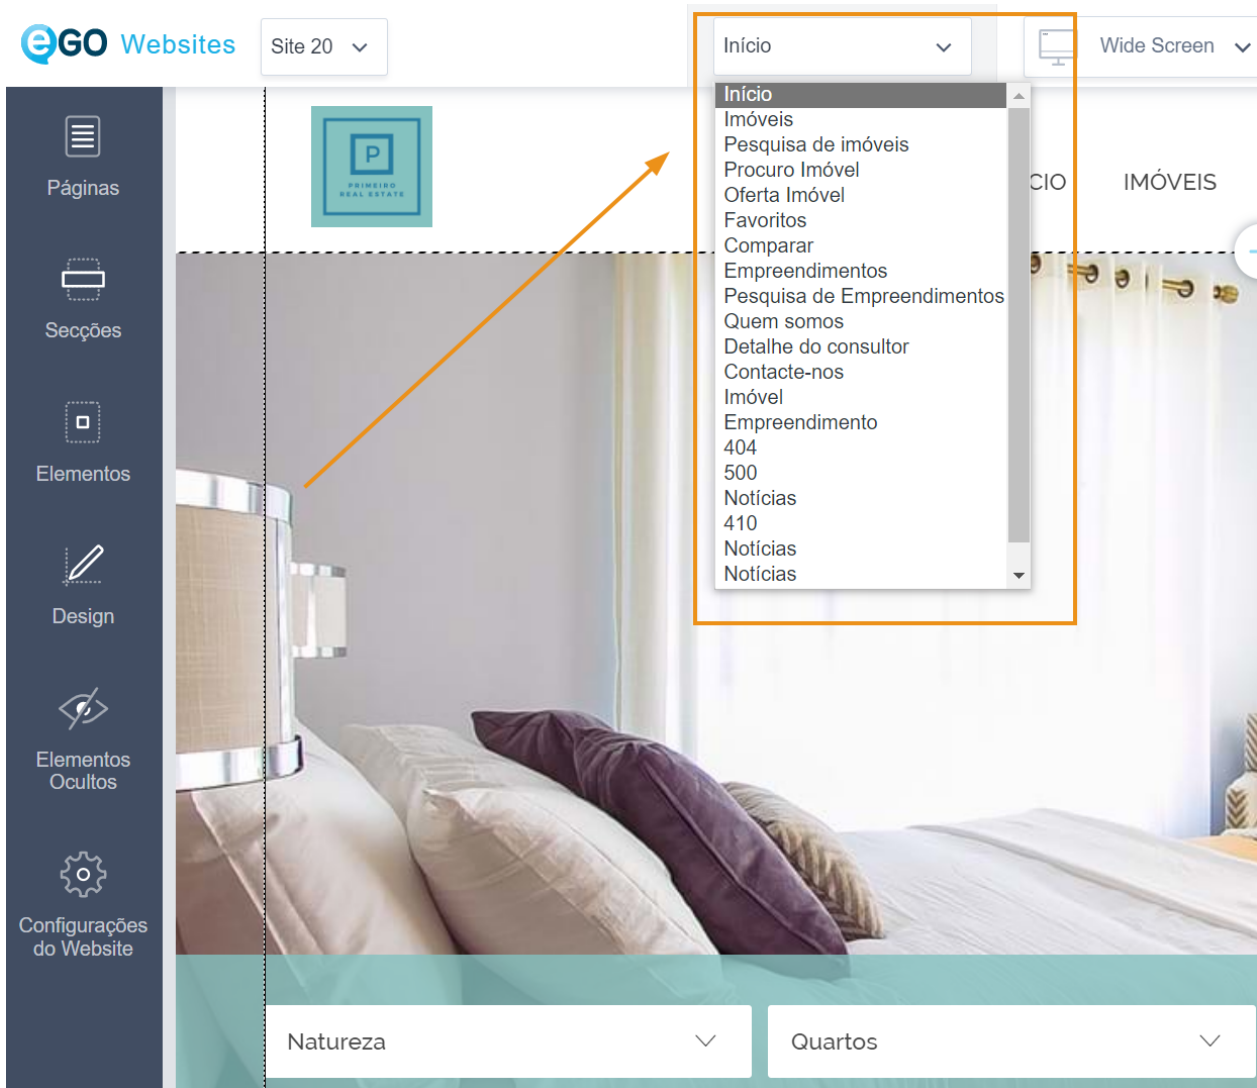 eGO Websites
Site 20
Início
Wide Screen
Páginas
Secções
Elementos
Design
Elementos
Ocultos
Configurações
do Website
P
PRIMEIRO
REAL ESTATE
Início
Imóveis
Pesquisa de imóveis
Procuro Imóvel
Oferta Imóvel
Favoritos
Comparar
Empreendimentos
Pesquisa de Empreendimentos
Quem somos
Detalhe do consultor
Contacte-nos
Imóvel
Empreendimento
404
500
Notícias
410
Notícias
Notícias
CIO
IMÓVEIS
Natureza
Quartos